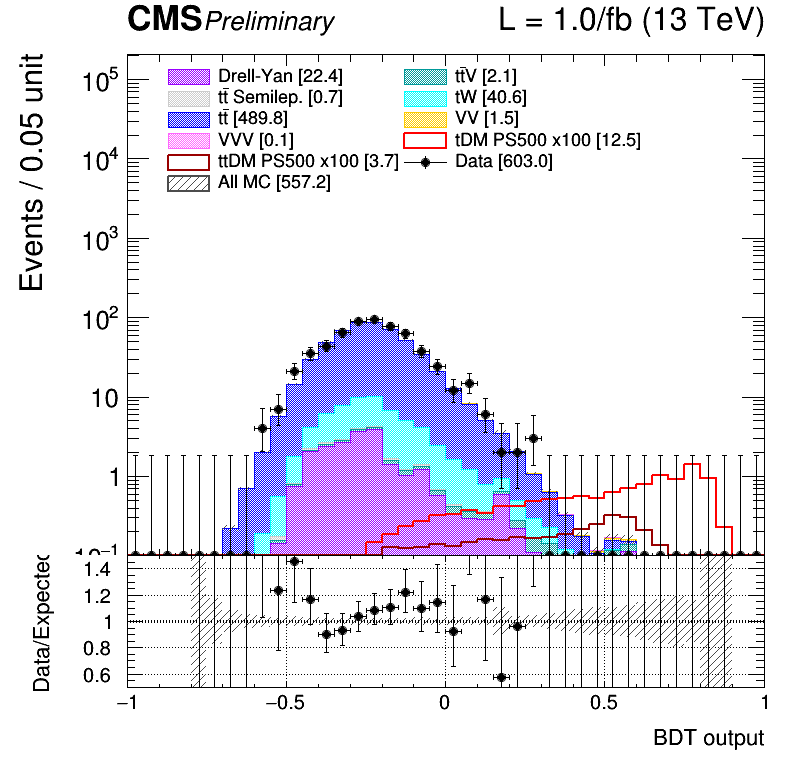 CMS Preliminary L = 1.0/fb (13 TeV)
Events / 0.05 unit
10⁵
10⁴
10³
10²
10
1
10⁻¹
Drell-Yan [22.4]
tt̄V [2.1]
tt̄ Semilep. [0.7]
tW [40.6]
tt̄ [489.8]
VV [1.5]
VVV [0.1]
tDM PS500 x100 [12.5]
ttDM PS500 x100 [3.7]
Data [603.0]
All MC [557.2]
Data/Expected
1.4
1.2
1
0.8
0.6
−1 −0.5 0 0.5 1
BDT output